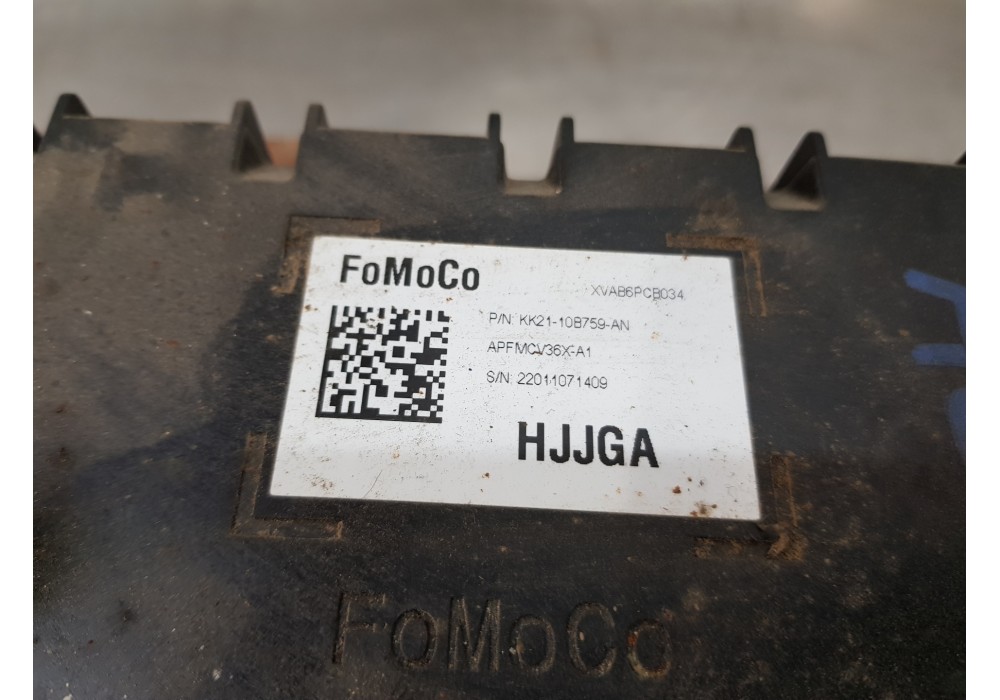 FoMoCo
XVAB6PCB034
P/N: KK21-10B759-AN
APFMCV36X-A1
S/N: 22011071409
HJJGA
FoMoCo